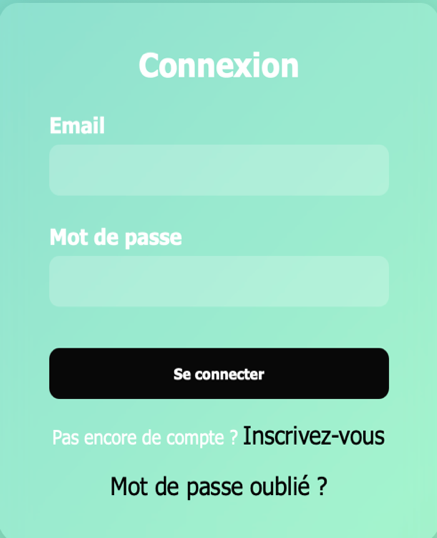 Connexion
Email
Mot de passe
Se connecter
Pas encore de compte ? Inscrivez-vous
Mot de passe oublié ?